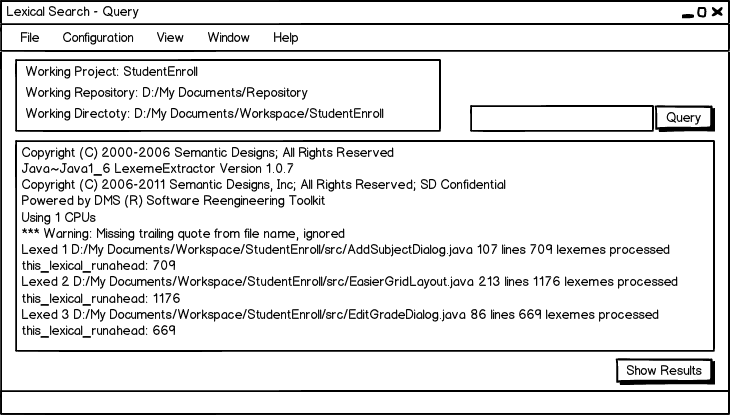 Lexical Search - Query
File Configuration View Window Help
Working Project: StudentEnroll
Working Repository: D:/My Documents/Repository
Working Directoty: D:/My Documents/Workspace/StudentEnroll
Query
Copyright (C) 2000-2006 Semantic Designs; All Rights Reserved
Java~Java1_6 LexemeExtractor Version 1.0.7
Copyright (C) 2006-2011 Semantic Designs, Inc; All Rights Reserved; SD Confidential
Powered by DMS (R) Software Reengineering Toolkit
Using 1 CPUs
*** Warning: Missing trailing quote from file name, ignored
Lexed 1 D:/My Documents/Workspace/StudentEnroll/src/AddSubjectDialog.java 107 lines 709 lexemes processed
this_lexical_runahead: 709
Lexed 2 D:/My Documents/Workspace/StudentEnroll/src/EasierGridLayout.java 213 lines 1176 lexemes processed
this_lexical_runahead: 1176
Lexed 3 D:/My Documents/Workspace/StudentEnroll/src/EditGradeDialog.java 86 lines 669 lexemes processed
this_lexical_runahead: 669
Show Results